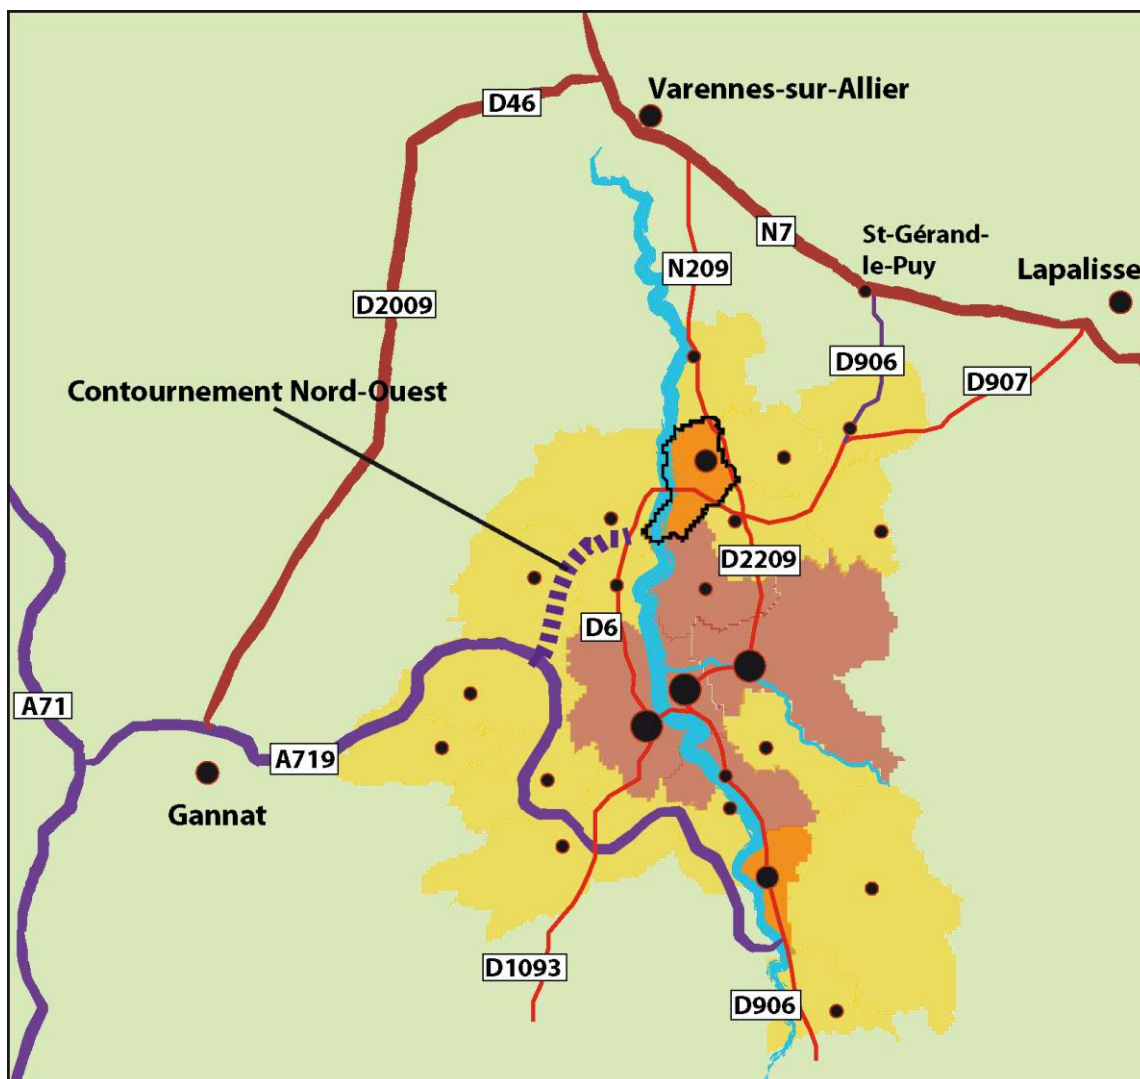 D46
Varennes-sur-Allier
N7
St-Gérand-
le-Puy
N209
Lapalisse
D2009
D906
D907
Contournement Nord-Ouest
D2209
D6
A71
A719
Gannat
D1093
D906